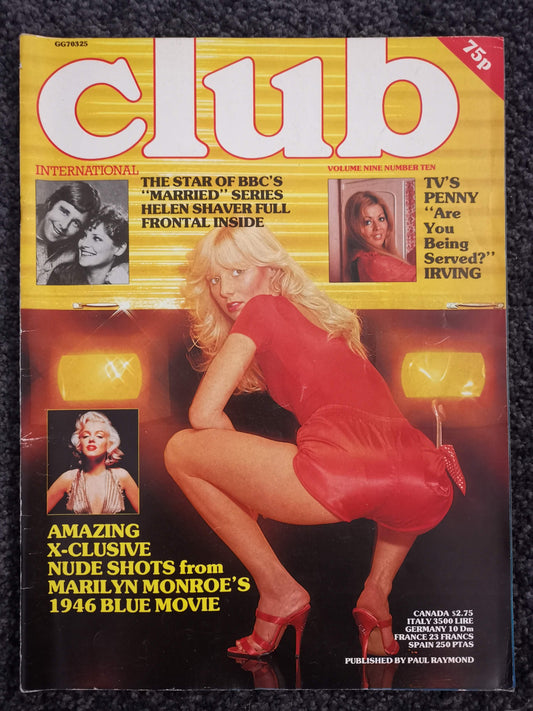 GG70325
75p
club
INTERNATIONAL
VOLUME NINE NUMBER TEN
THE STAR OF BBC'S
"MARRIED" SERIES
HELEN SHAVER FULL
FRONTAL INSIDE
TV'S
PENNY
"Are
You
Being
Served?"
IRVING
AMAZING
X-CLUSIVE
NUDE SHOTS from
MARILYN MONROE'S
1946 BLUE MOVIE
CANADA $2.75
ITALY 3500 LIRE
GERMANY 10 Dm
FRANCE 23 FRANCS
SPAIN 250 PTAS
PUBLISHED BY PAUL RAYMOND